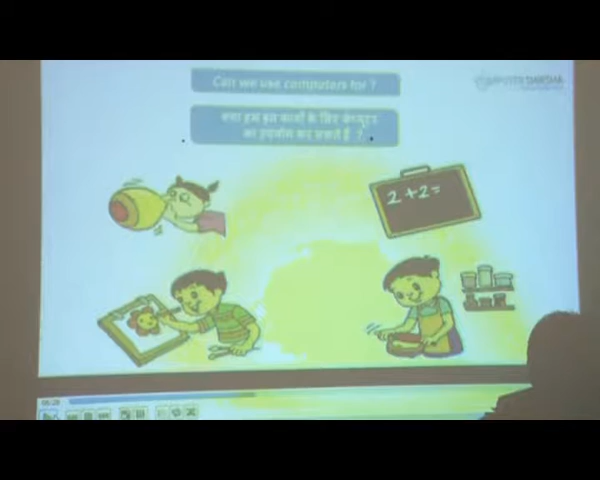 Can we use computers for ?
क्या हम इन कार्यों के लिए कंप्यूटर
का उपयोग कर सकते हैं ?
2+2=